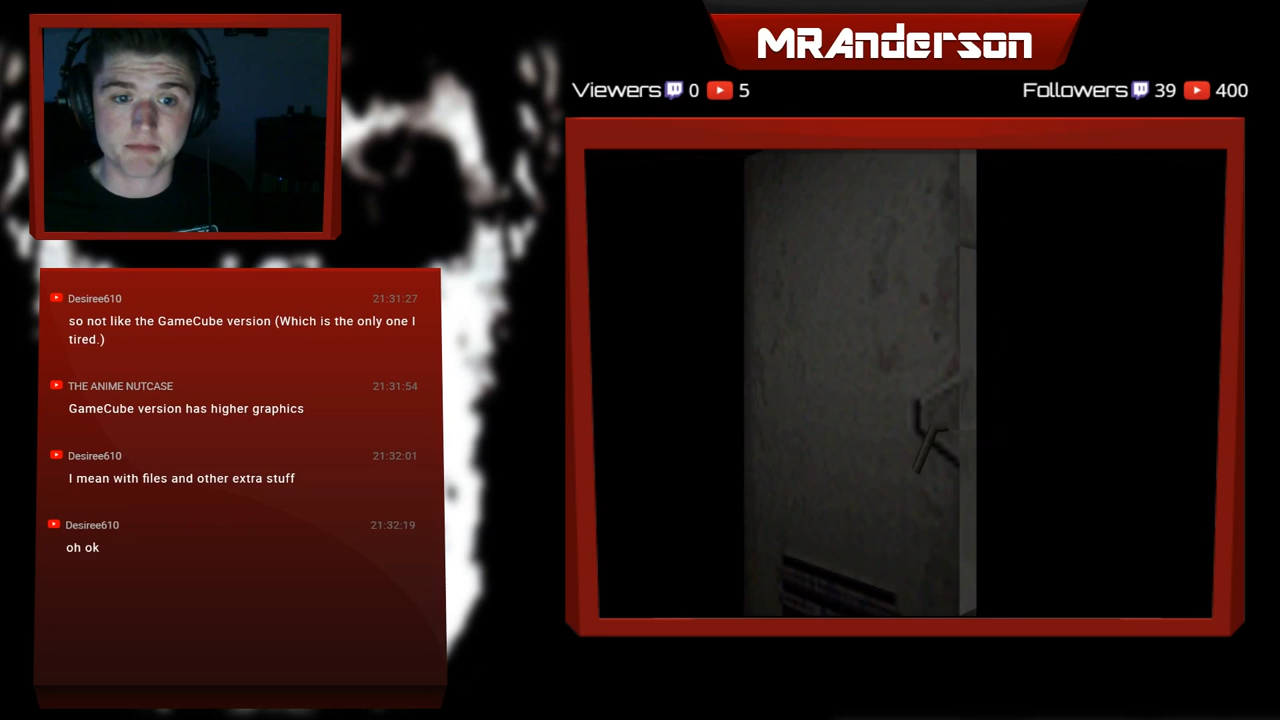 MRAnderson
Viewers 0 5
Followers 39 400
Desiree610 21:31:27
so not like the GameCube version (Which is the only one I
tired.)
THE ANIME NUTCASE 21:31:54
GameCube version has higher graphics
Desiree610 21:32:01
I mean with files and other extra stuff
Desiree610 21:32:19
oh ok